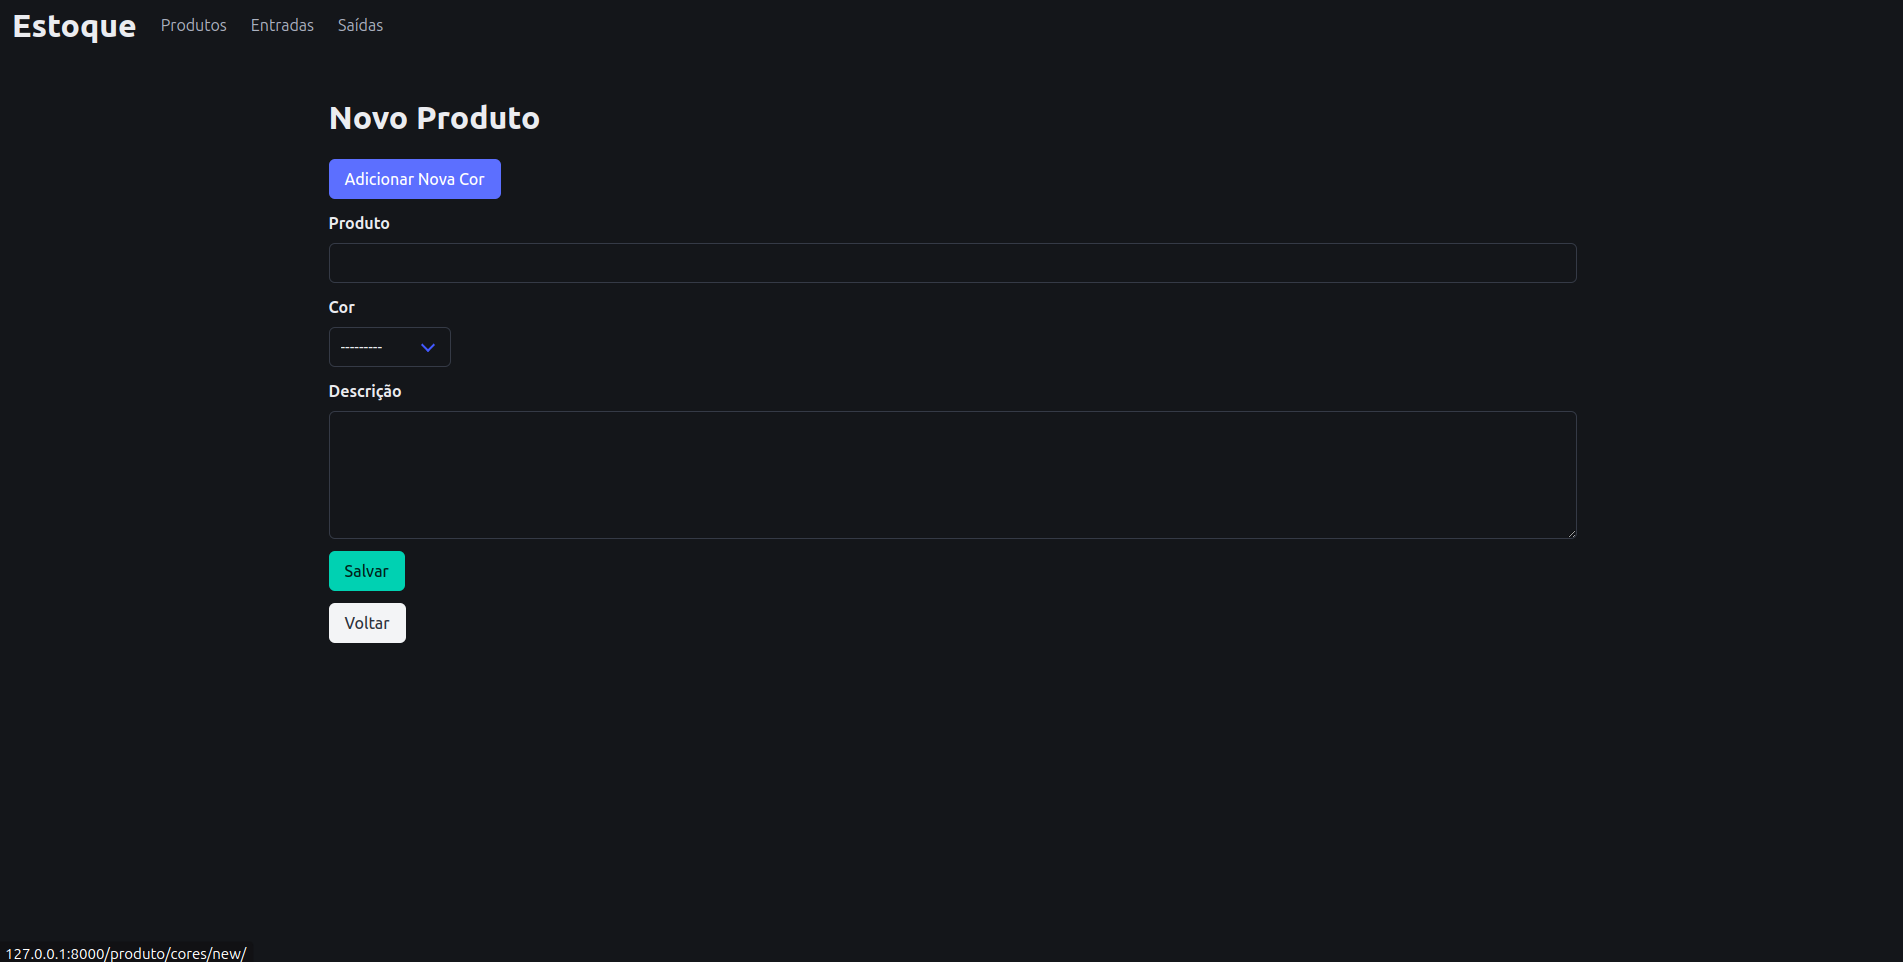 Estoque Produtos Entradas Saídas
Novo Produto
Adicionar Nova Cor
Produto
Cor
---------
Descrição
Salvar
Voltar
127.0.0.1:8000/produto/cores/new/